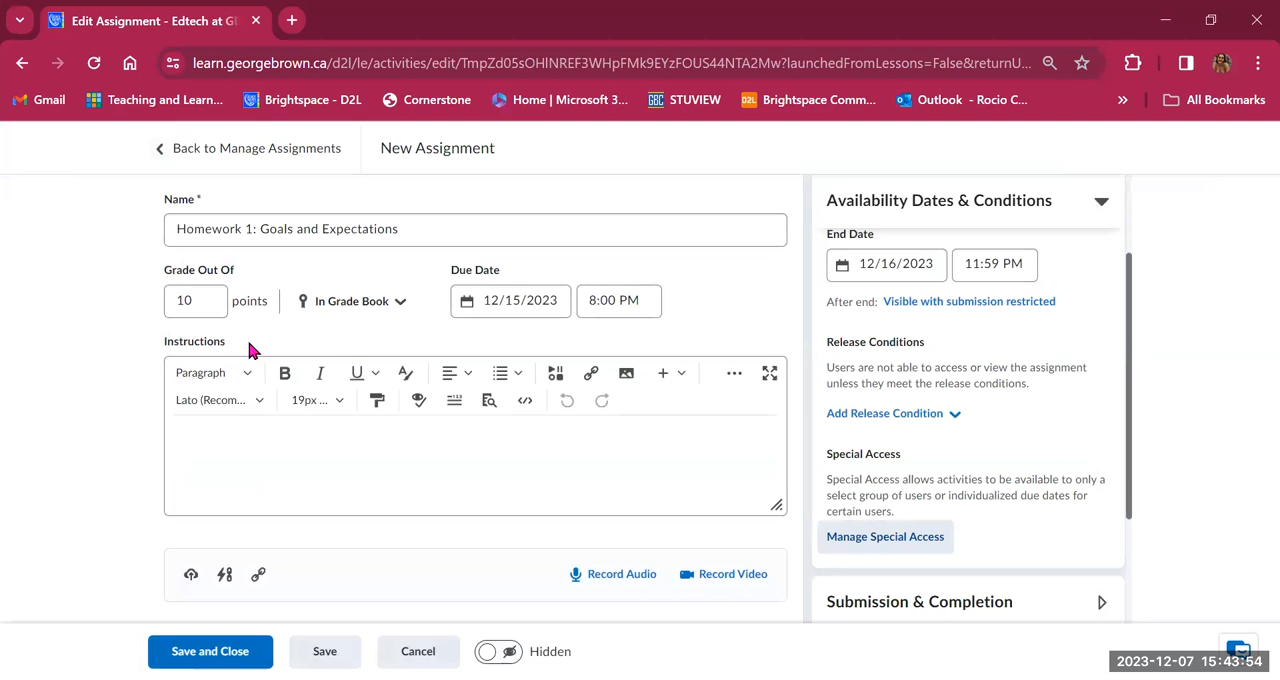 Edit Assignment - Edtech at G
learn.georgebrown.ca/d2l/le/activities/edit/TmpZd05sOHlNREF3WHpFMk9EYzFOUS44NTA2Mw?launchedFromLessons=False&returnU...
Gmail
Teaching and Learn...
Brightspace - D2L
Cornerstone
Home | Microsoft 3...
GBC STUVIEW
D2L Brightspace Comm...
Outlook - Rocio C...
All Bookmarks
Back to Manage Assignments
New Assignment
Name *
Homework 1: Goals and Expectations
Grade Out Of
10 points
In Grade Book
Due Date
12/15/2023 8:00 PM
Instructions
Paragraph
Lato (Recom...
19px ...
Record Audio
Record Video
Availability Dates & Conditions
End Date
12/16/2023 11:59 PM
After end: Visible with submission restricted
Release Conditions
Users are not able to access or view the assignment
unless they meet the release conditions.
Add Release Condition
Special Access
Special Access allows activities to be available to only a
select group of users or individualized due dates for
certain users.
Manage Special Access
Submission & Completion
Save and Close
Save
Cancel
Hidden
2023-12-07 15:43:54